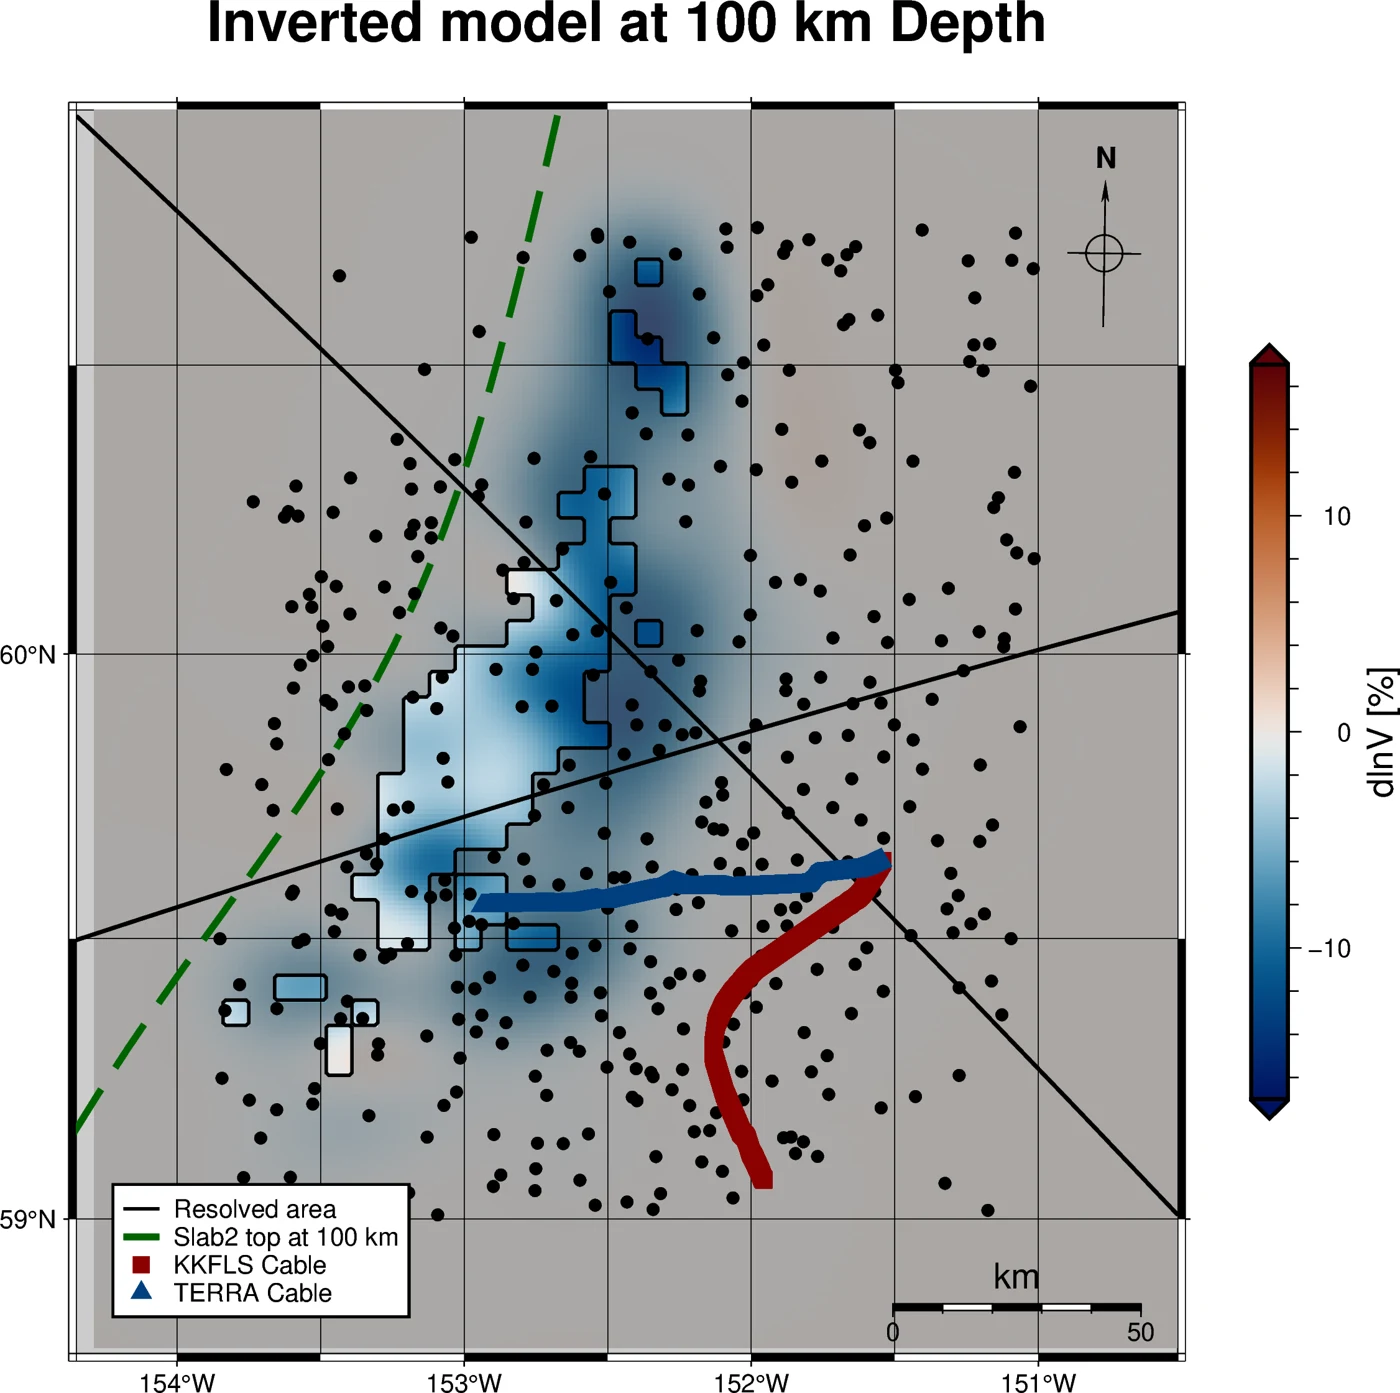 Inverted model at 100 km Depth
N
60°N
59°N
154°W
153°W
152°W
151°W
10
0
−10
dlnV [%]
Resolved area
Slab2 top at 100 km
KKFLS Cable
TERRA Cable
km
0
50